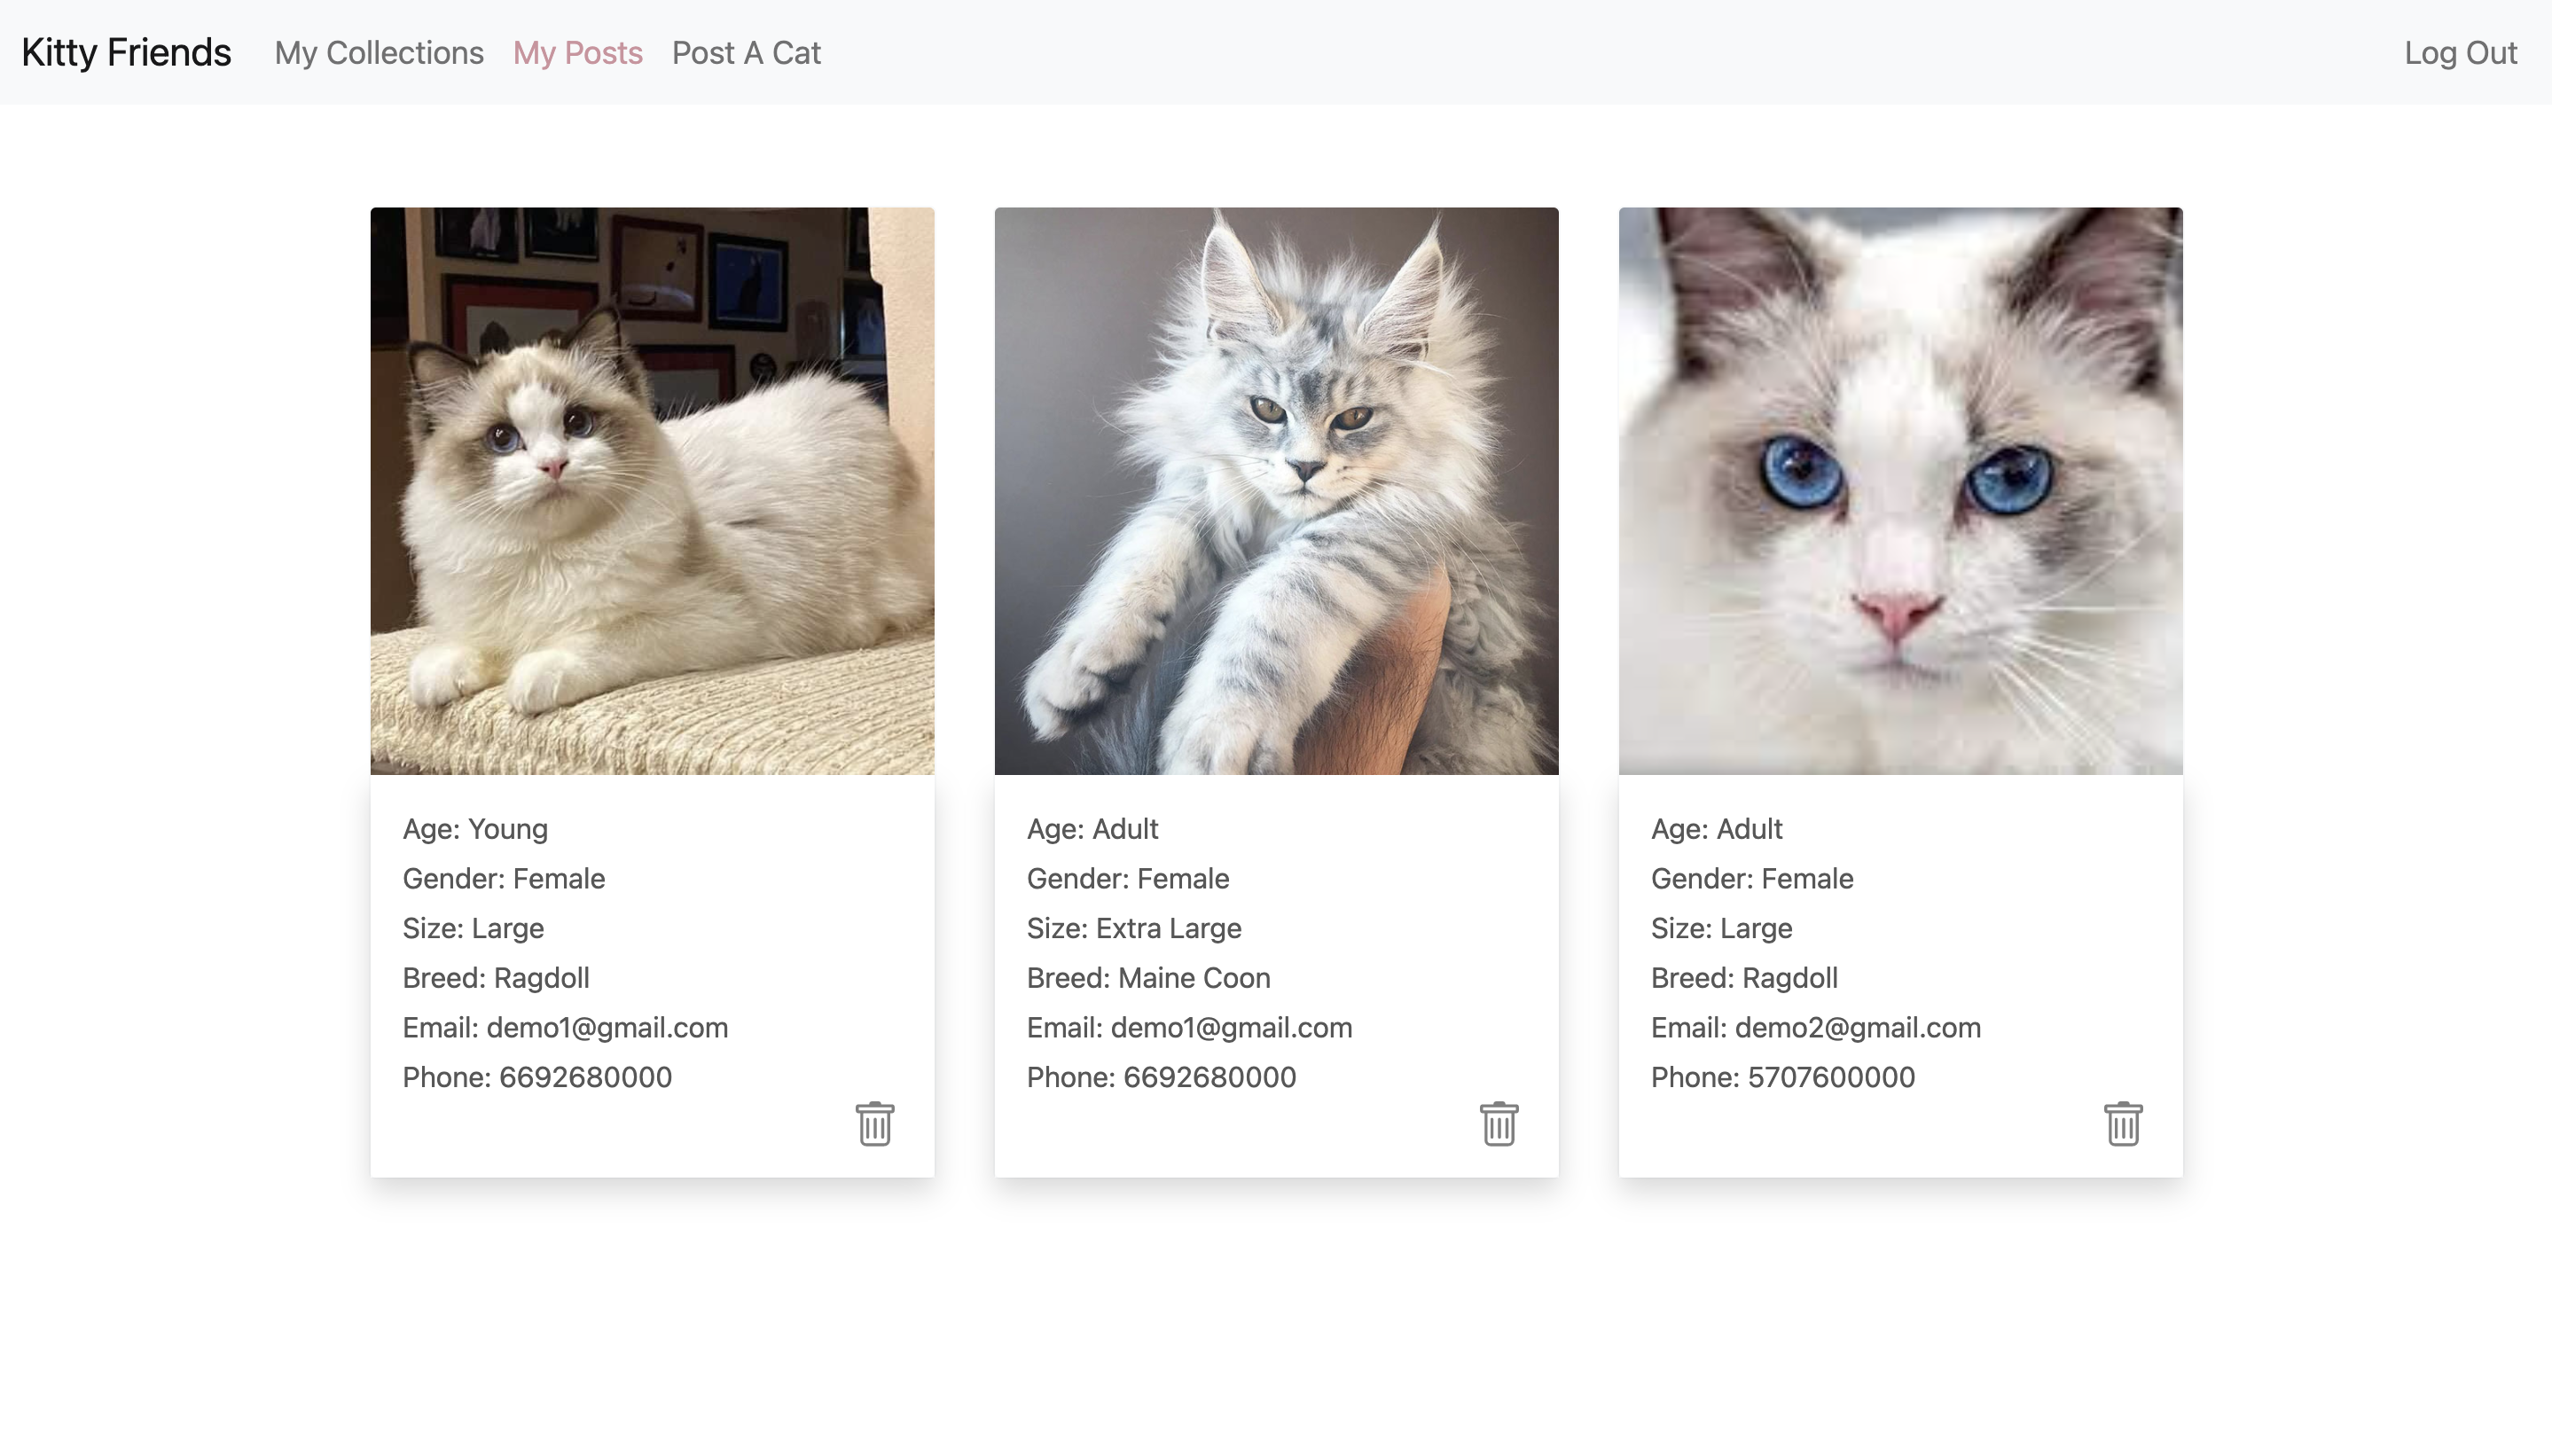 Kitty Friends My Collections My Posts Post A Cat Log Out
Age: Young
Gender: Female
Size: Large
Breed: Ragdoll
Email: demo1@gmail.com
Phone: 6692680000
Age: Adult
Gender: Female
Size: Extra Large
Breed: Maine Coon
Email: demo1@gmail.com
Phone: 6692680000
Age: Adult
Gender: Female
Size: Large
Breed: Ragdoll
Email: demo2@gmail.com
Phone: 5707600000